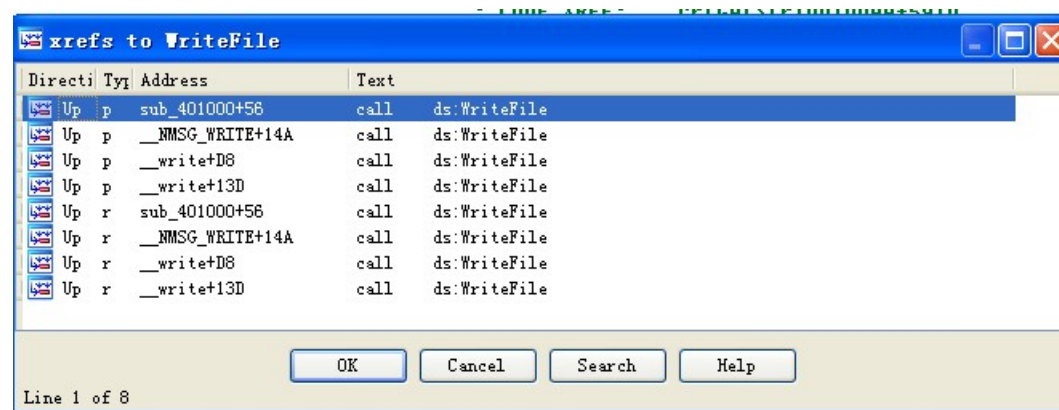 xrefs to WriteFile
Directi Typ Address Text
Up p sub_401000+56 call ds:WriteFile
Up p __NMSG_WRITE+14A call ds:WriteFile
Up p __write+D8 call ds:WriteFile
Up p __write+13D call ds:WriteFile
Up r sub_401000+56 call ds:WriteFile
Up r __NMSG_WRITE+14A call ds:WriteFile
Up r __write+D8 call ds:WriteFile
Up r __write+13D call ds:WriteFile
OK Cancel Search Help
Line 1 of 8